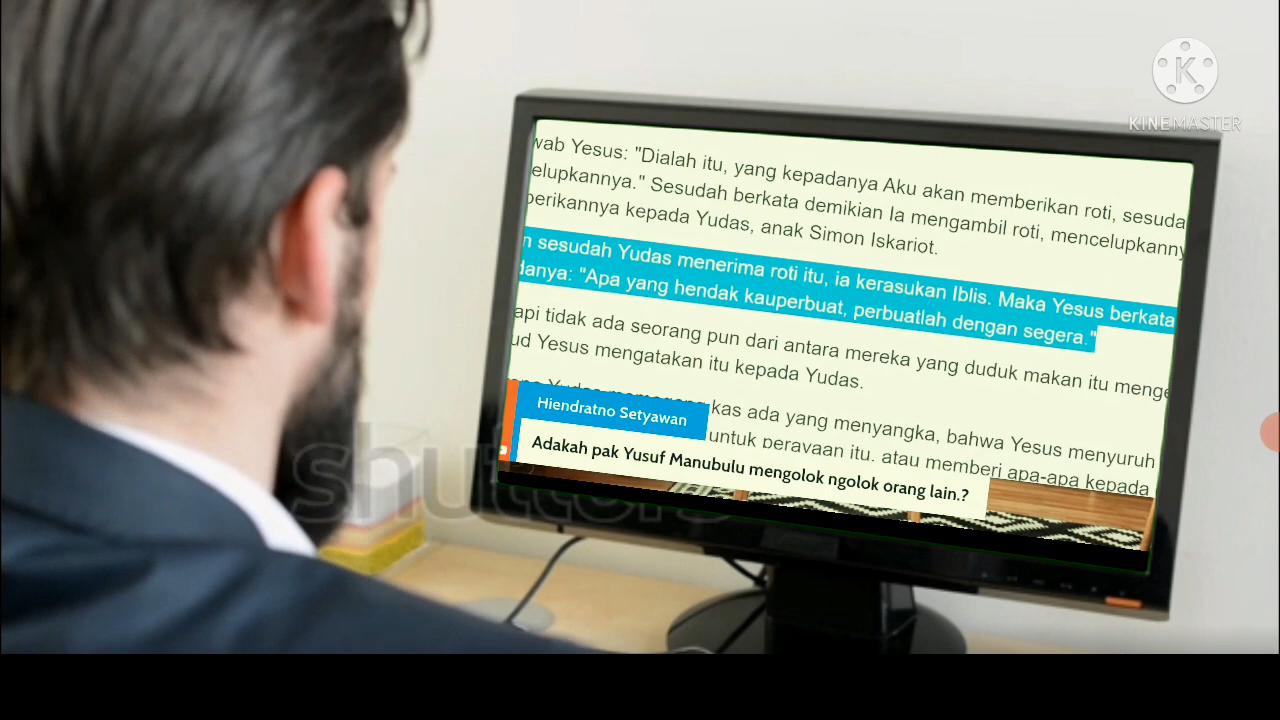 KINEMASTER
wab Yesus: "Dialah itu, yang kepadanya Aku akan memberikan roti, sesuda
elupkannya." Sesudah berkata demikian Ia mengambil roti, mencelupkanny
berikannya kepada Yudas, anak Simon Iskariot.
n sesudah Yudas menerima roti itu, ia kerasukan Iblis. Maka Yesus berkata
danya: "Apa yang hendak kauperbuat, perbuatlah dengan segera."
api tidak ada seorang pun dari antara mereka yang duduk makan itu menge
ud Yesus mengatakan itu kepada Yudas.
kas ada yang menyangka, bahwa Yesus menyuruh
untuk perayaan itu. atau memberi apa-apa kepada
Hiendratno Setyawan
Adakah pak Yusuf Manubulu mengolok ngolok orang lain.?
shutters